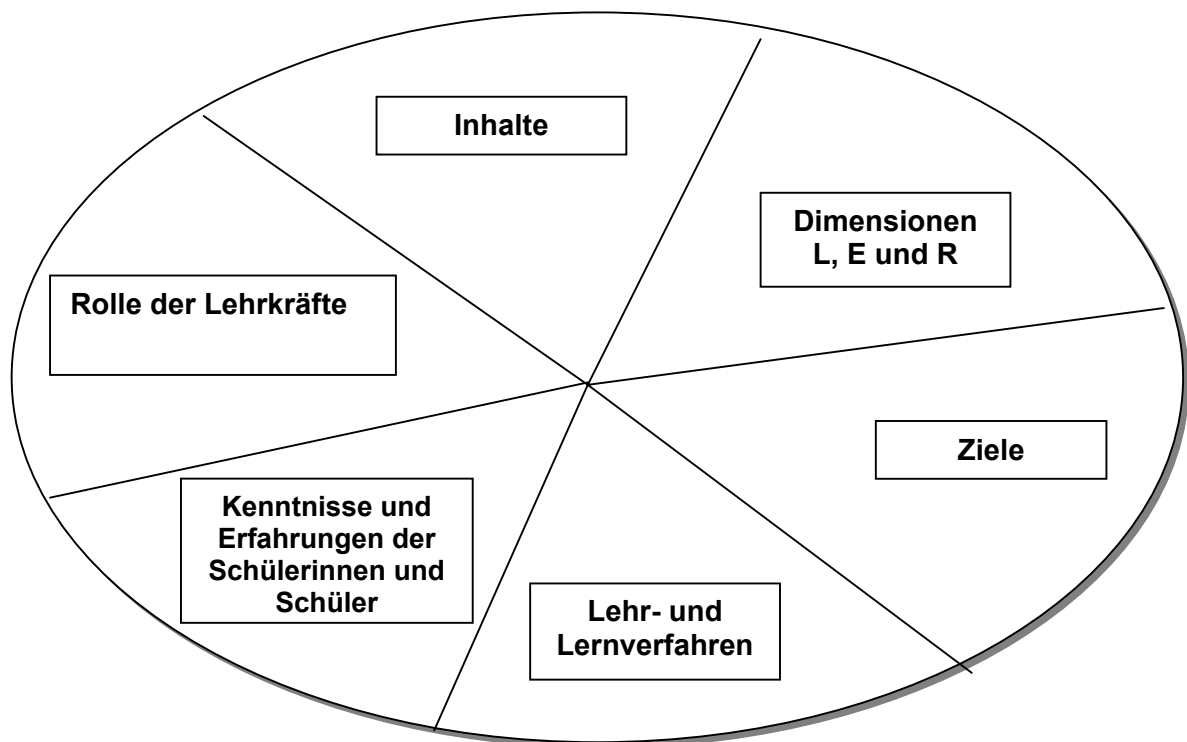 Inhalte
Dimensionen
L, E und R
Rolle der Lehrkräfte
Ziele
Kenntnisse und
Erfahrungen der
Schülerinnen und
Schüler
Lehr- und
Lernverfahren